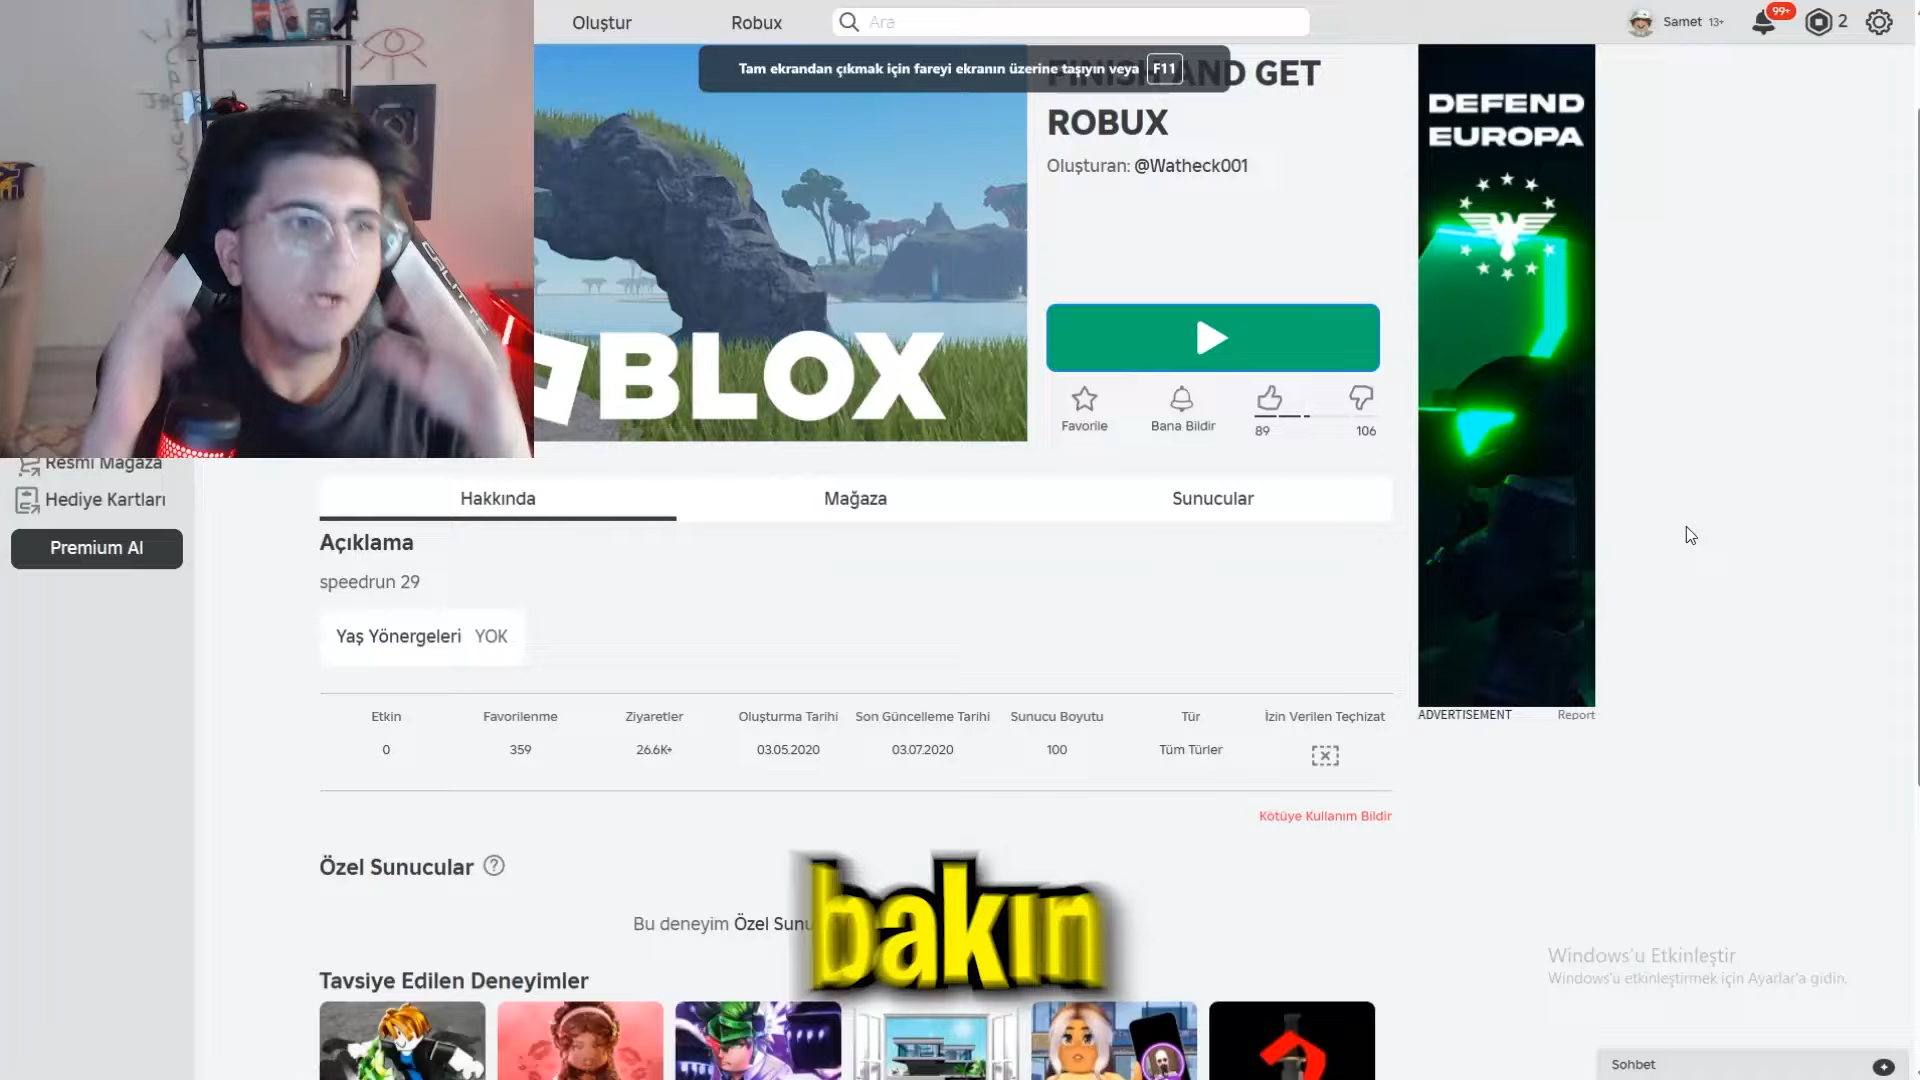 Oluştur
Robux
Ara
Samet 13+
99+
2
Tam ekrandan çıkmak için fareyi ekranın üzerine taşıyın veya F11
FINISH AND GET
ROBUX
Oluşturan: @Watheck001
BLOX
Favorile
Bana Bildir
89
106
DEFEND
EUROPA
ADVERTISEMENT
Report
Resmi Mağaza
Hediye Kartları
Premium Al
Hakkında
Mağaza
Sunucular
Açıklama
speedrun 29
Yaş Yönergeleri YOK
Etkin
Favorilenme
Ziyaretler
Oluşturma Tarihi
Son Güncelleme Tarihi
Sunucu Boyutu
Tür
İzin Verilen Teçhizat
0
359
26.6K+
03.05.2020
03.07.2020
100
Tüm Türler
Kötüye Kullanım Bildir
Özel Sunucular
Bu deneyim Özel Sunu
bakın
Tavsiye Edilen Deneyimler
Windows'u Etkinleştir
Windows'u etkinleştirmek için Ayarlar'a gidin.
Sohbet